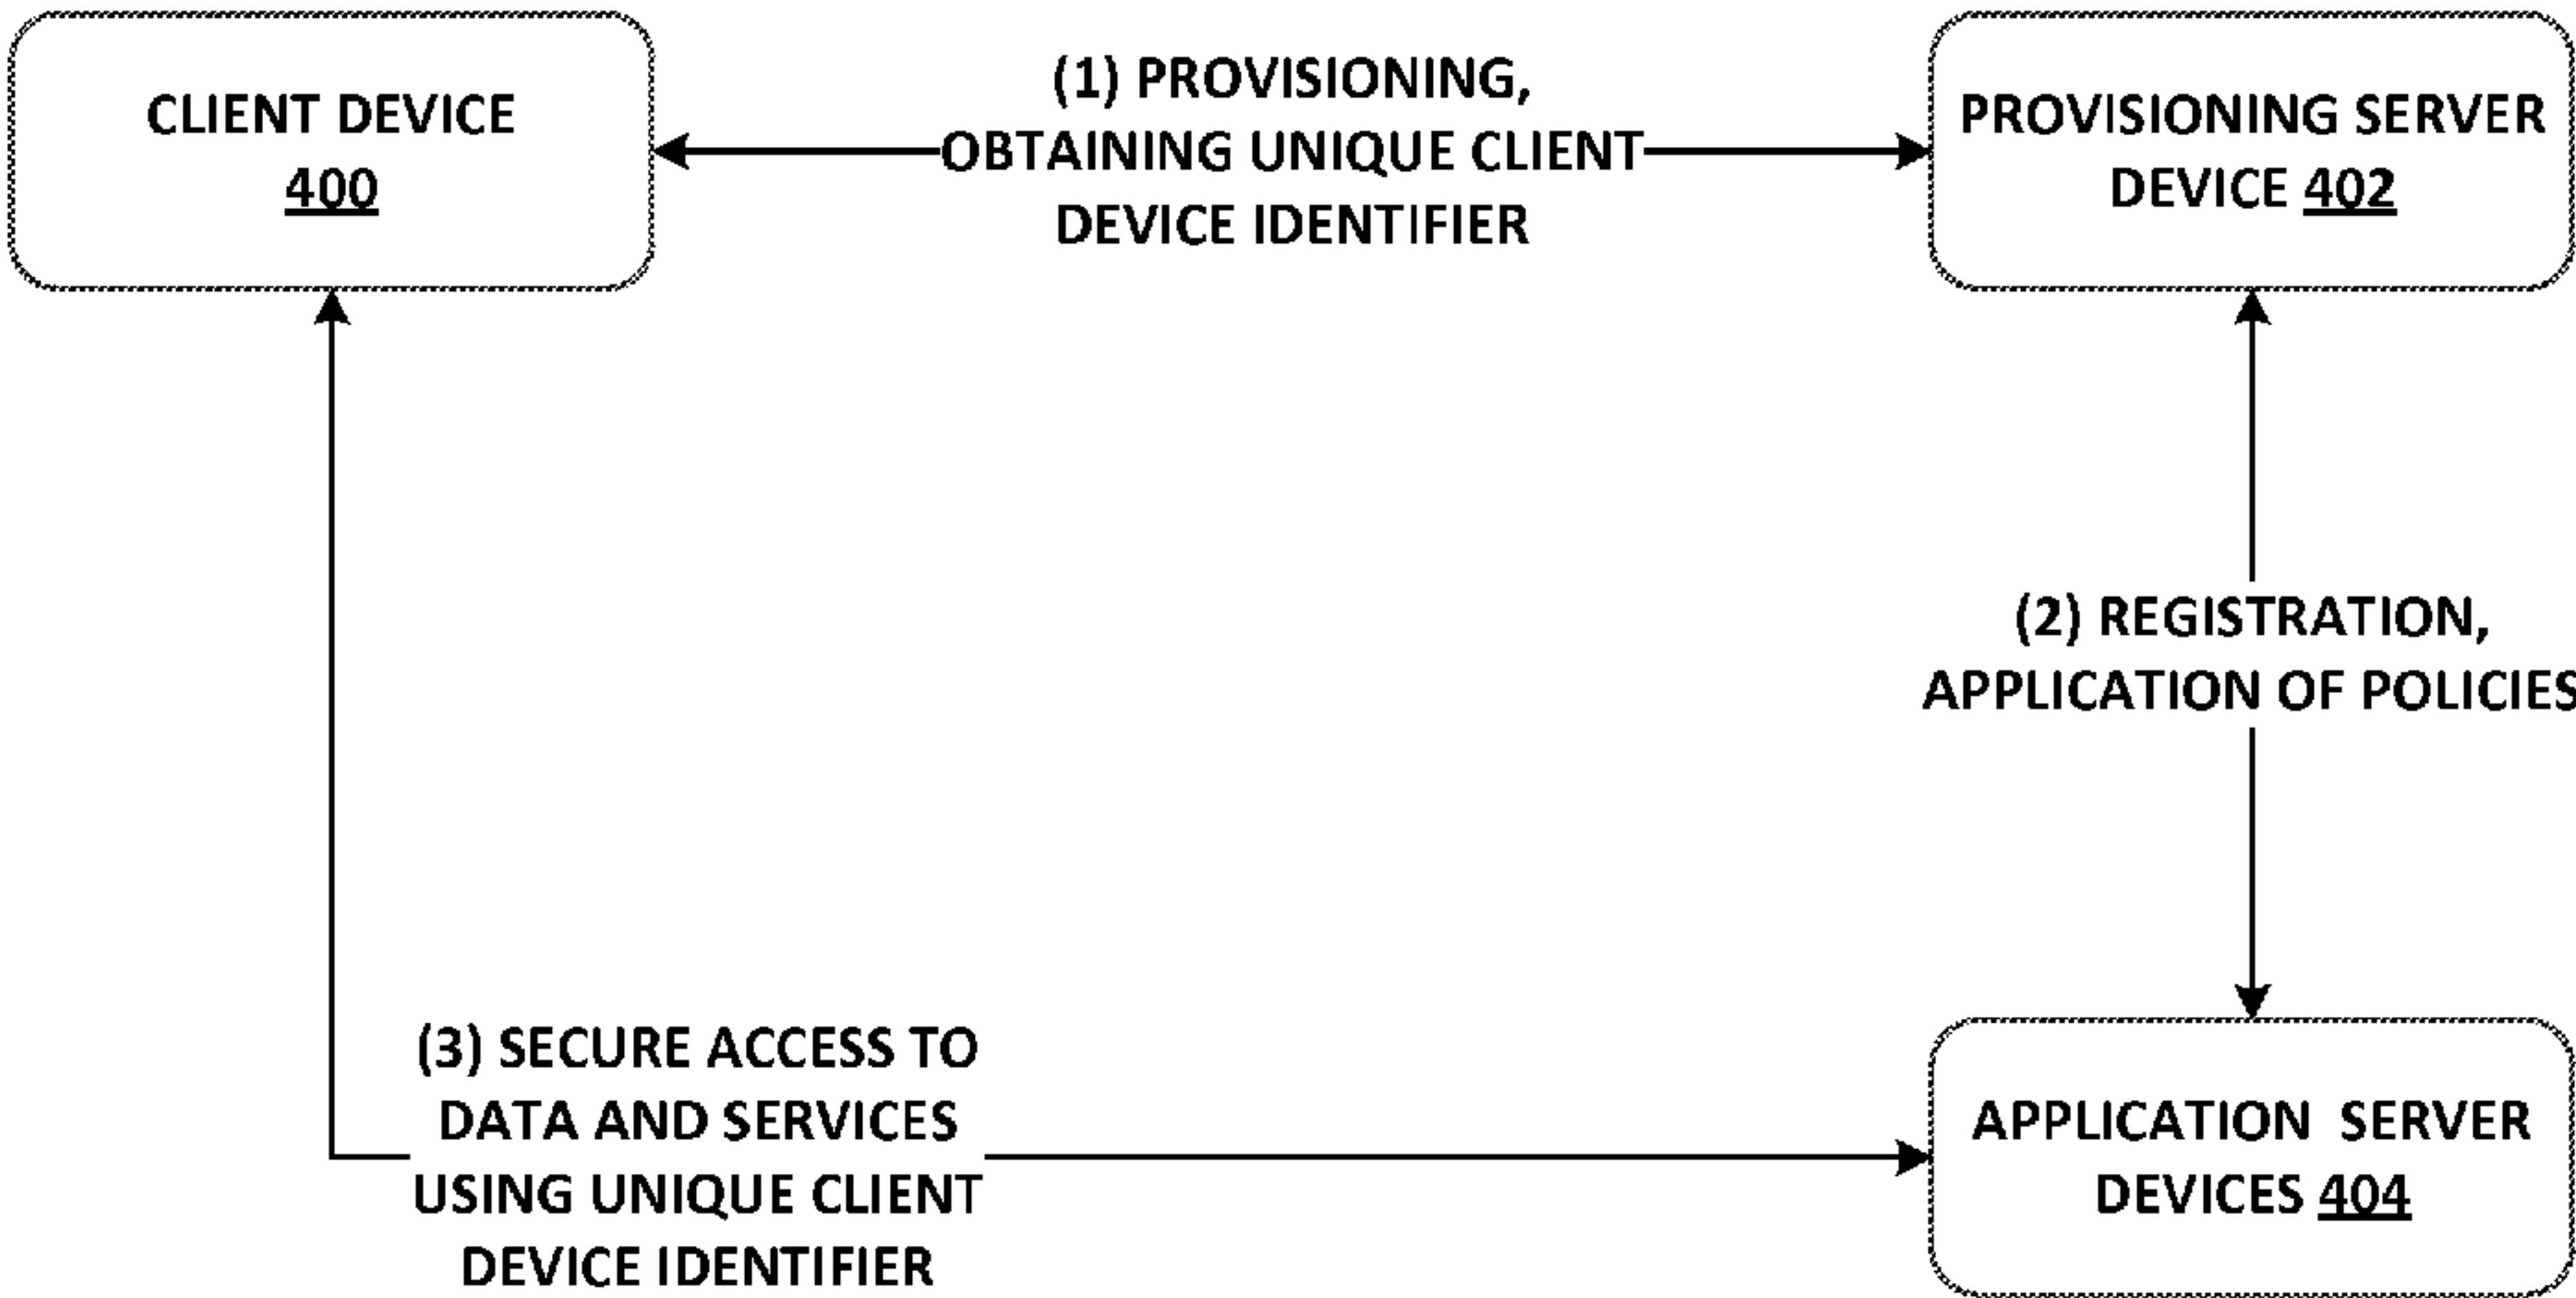 CLIENT DEVICE
400
(1) PROVISIONING,
OBTAINING UNIQUE CLIENT
DEVICE IDENTIFIER
PROVISIONING SERVER
DEVICE 402
(2) REGISTRATION,
APPLICATION OF POLICIES
(3) SECURE ACCESS TO
DATA AND SERVICES
USING UNIQUE CLIENT
DEVICE IDENTIFIER
APPLICATION SERVER
DEVICES 404